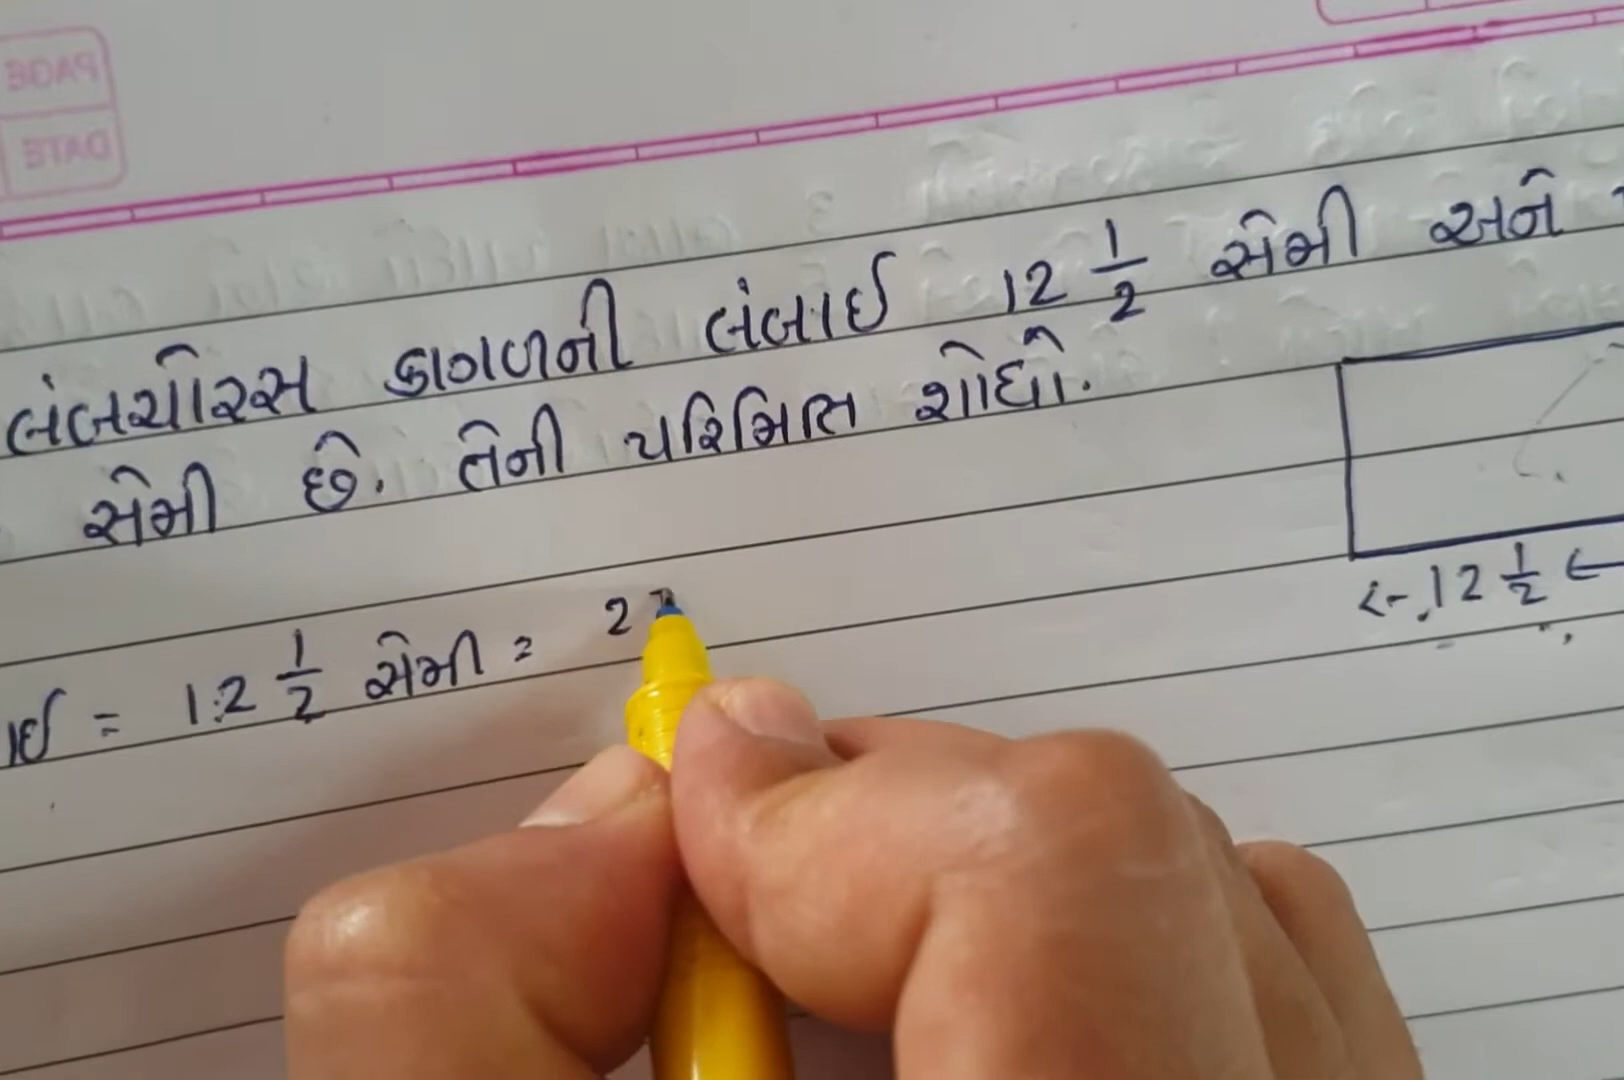 PAGE
DATE
લંબચોરસ કાગળની લંબાઈ 12 1/2 સેમી અને
સેમી છે. તેની પરિમિતિ શોધો.
←12 1/2 ←
ાઈ = 12 1/2 સેમી = 2